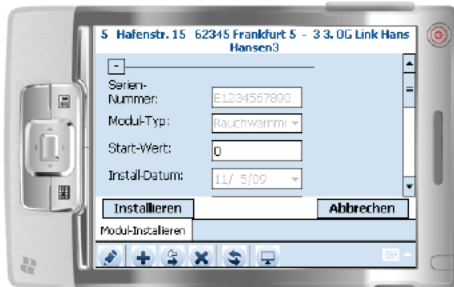 5 Hafenstr. 15 62345 Frankfurt 5 - 3 3. OG Link Hans
Hansen3
Serien-
Nummer: E1234567890
Modul-Typ: Rauchwarnm
Start-Wert: 0
Install-Datum: 11/ 5/09
Installieren Abbrechen
Modul-Installieren